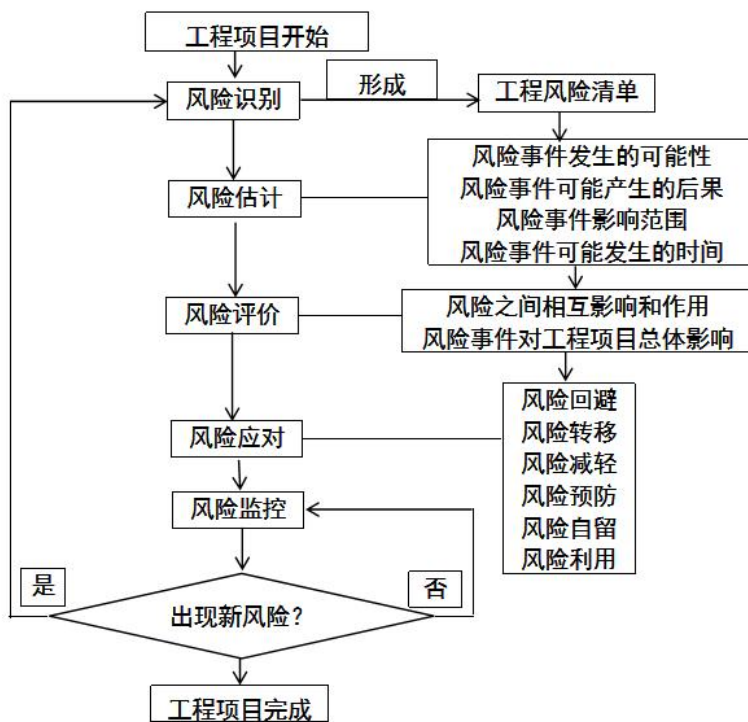 工程项目开始
风险识别
形成
工程风险清单
风险事件发生的可能性
风险事件可能产生的后果
风险事件影响范围
风险事件可能发生的时间
风险估计
风险评价
风险之间相互影响和作用
风险事件对工程项目总体影响
风险应对
风险回避
风险转移
风险减轻
风险预防
风险自留
风险利用
风险监控
是
否
出现新风险？
工程项目完成